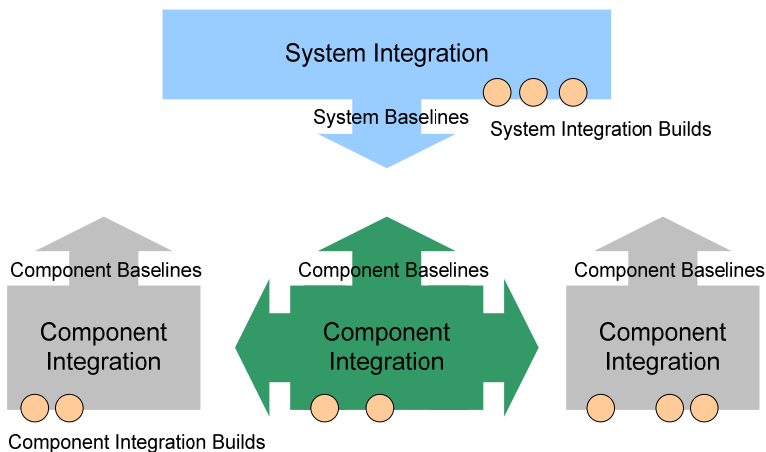 System Integration
System Baselines
System Integration Builds
Component Baselines
Component Baselines
Component Baselines
Component
Integration
Component
Integration
Component
Integration
Component Integration Builds